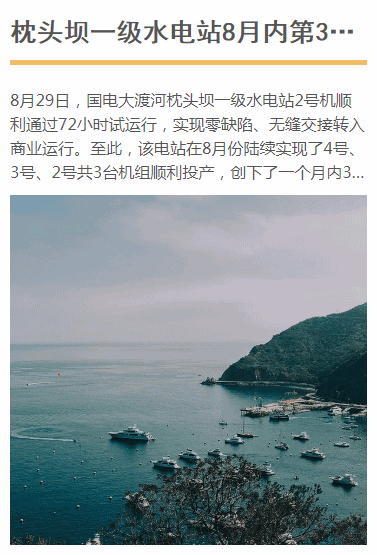 枕头坝一级水电站8月内第3…
8月29日，国电大渡河枕头坝一级水电站2号机顺
利通过72小时试运行，实现零缺陷、无缝交接转入
商业运行。至此，该电站在8月份陆续实现了4号、
3号、2号共3台机组顺利投产，创下了一个月内3...